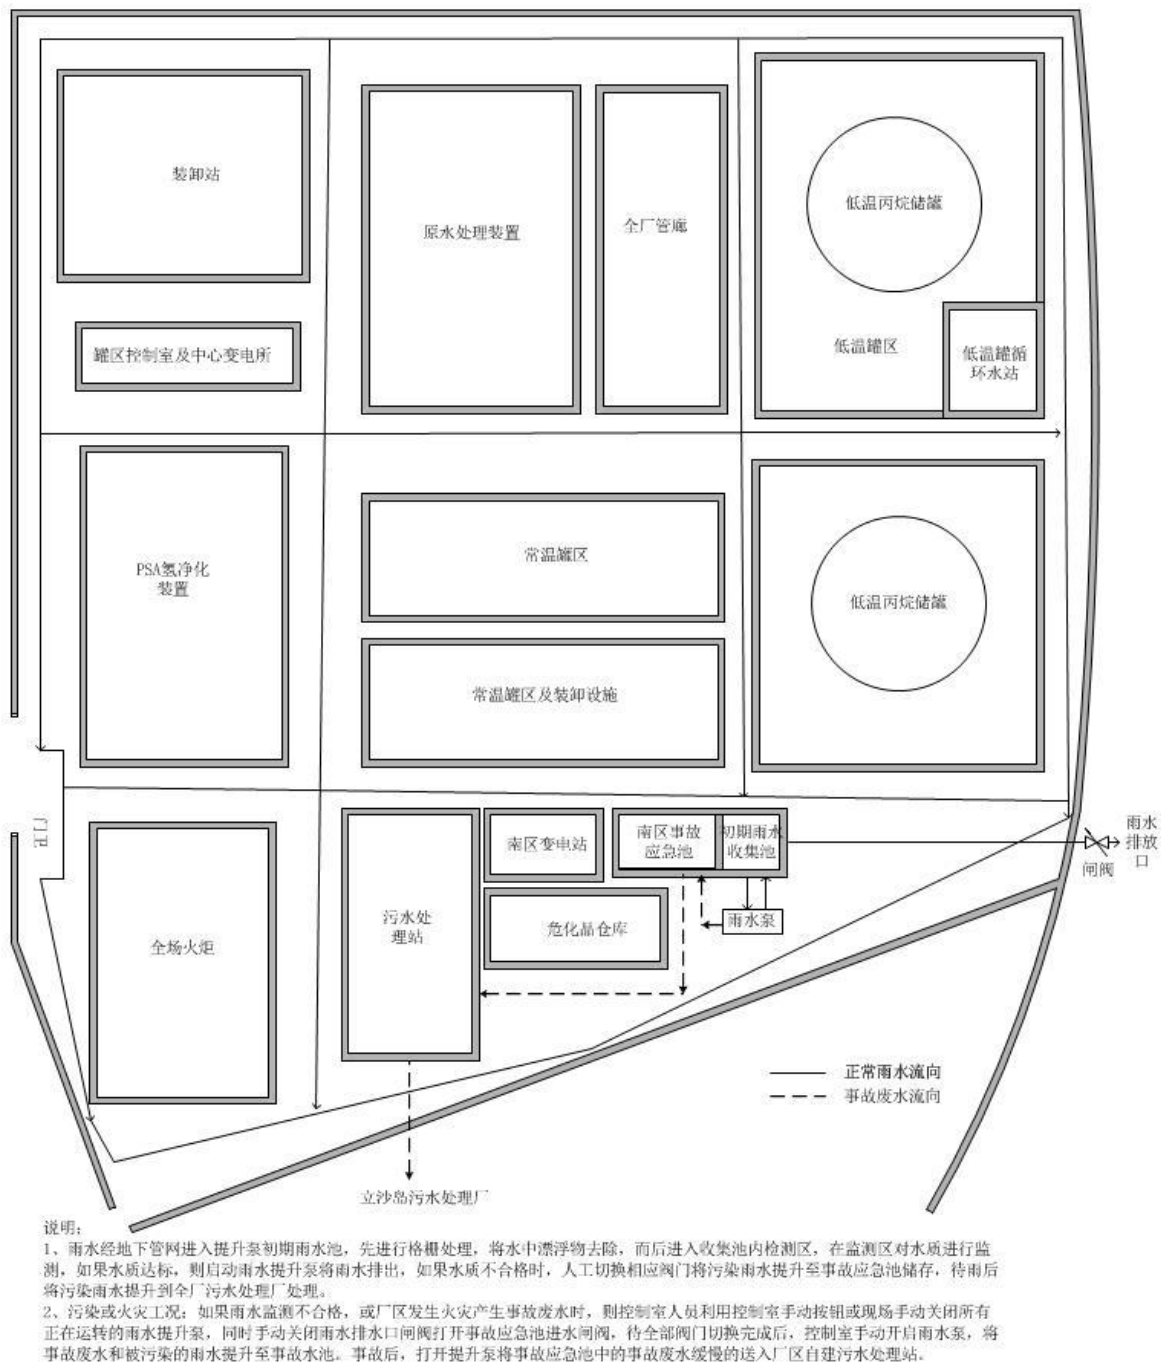 装卸站
原水处理装置
全厂管廊
低温丙烷储罐
罐区控制室及中心变电所
低温罐区
低温罐循
环水站
PSA氢净化
装置
常温罐区
低温丙烷储罐
常温罐区及装卸设施
门卫
南区变电站
南区事故
应急池
初期雨水
收集池
雨水
排放
口
闸阀
全场火炬
污水处
理站
危化品仓库
雨水泵
正常雨水流向
事故废水流向
立沙岛污水处理厂
说明：
1、雨水经地下管网进入提升泵初期雨水池，先进行格栅处理，将水中漂浮物去除，而后进入收集池内检测区，在监测区对水质进行监
测，如果水质达标，则启动雨水提升泵将雨水排出，如果水质不合格时，人工切换相应阀门将污染雨水提升至事故应急池储存，待雨后
将污染雨水提升到全厂污水处理厂处理。
2、污染或火灾工况：如果雨水监测不合格，或厂区发生火灾产生事故废水时，则控制室人员利用控制室手动按钮或现场手动关闭所有
正在运转的雨水提升泵，同时手动关闭雨水排水口闸阀打开事故应急池进水闸阀，待全部阀门切换完成后，控制室手动开启雨水泵，将
事故废水和被污染的雨水提升至事故水池。事故后，打开提升泵将事故应急池中的事故废水缓慢的送入厂区自建污水处理站。